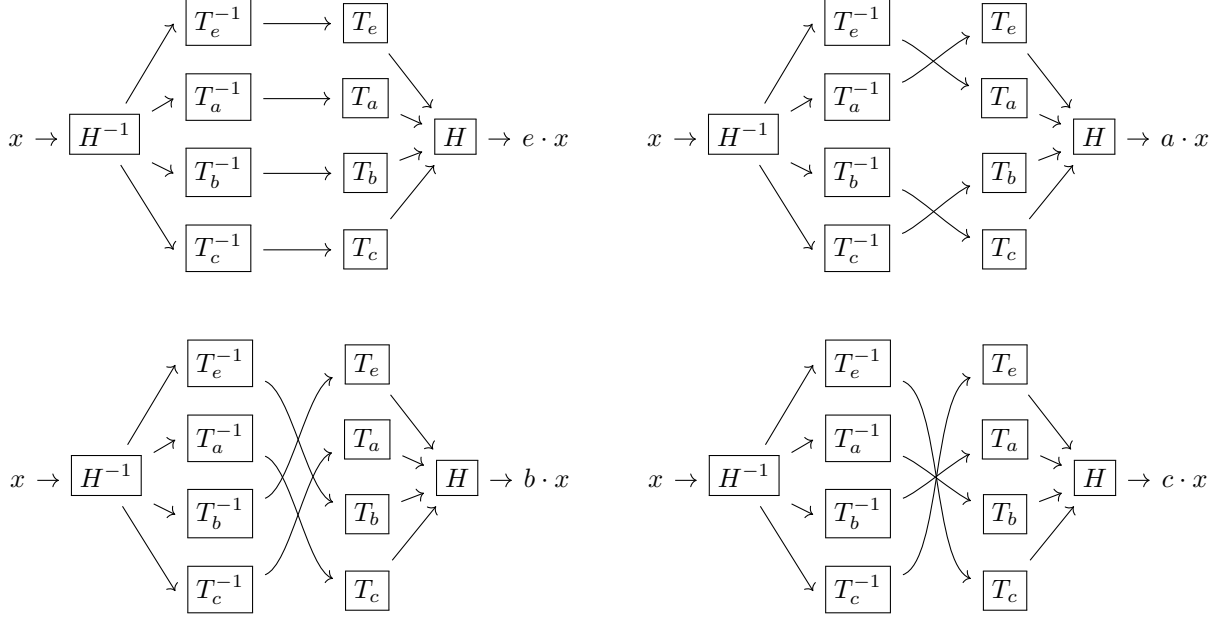 T_e^{-1} T_e T_e^{-1} T_e
T_a^{-1} T_a T_a^{-1} T_a
x → H^{-1} H → e · x x → H^{-1} H → a · x
T_b^{-1} T_b T_b^{-1} T_b
T_c^{-1} T_c T_c^{-1} T_c
T_e^{-1} T_e T_e^{-1} T_e
T_a^{-1} T_a T_a^{-1} T_a
x → H^{-1} H → b · x x → H^{-1} H → c · x
T_b^{-1} T_b T_b^{-1} T_b
T_c^{-1} T_c T_c^{-1} T_c